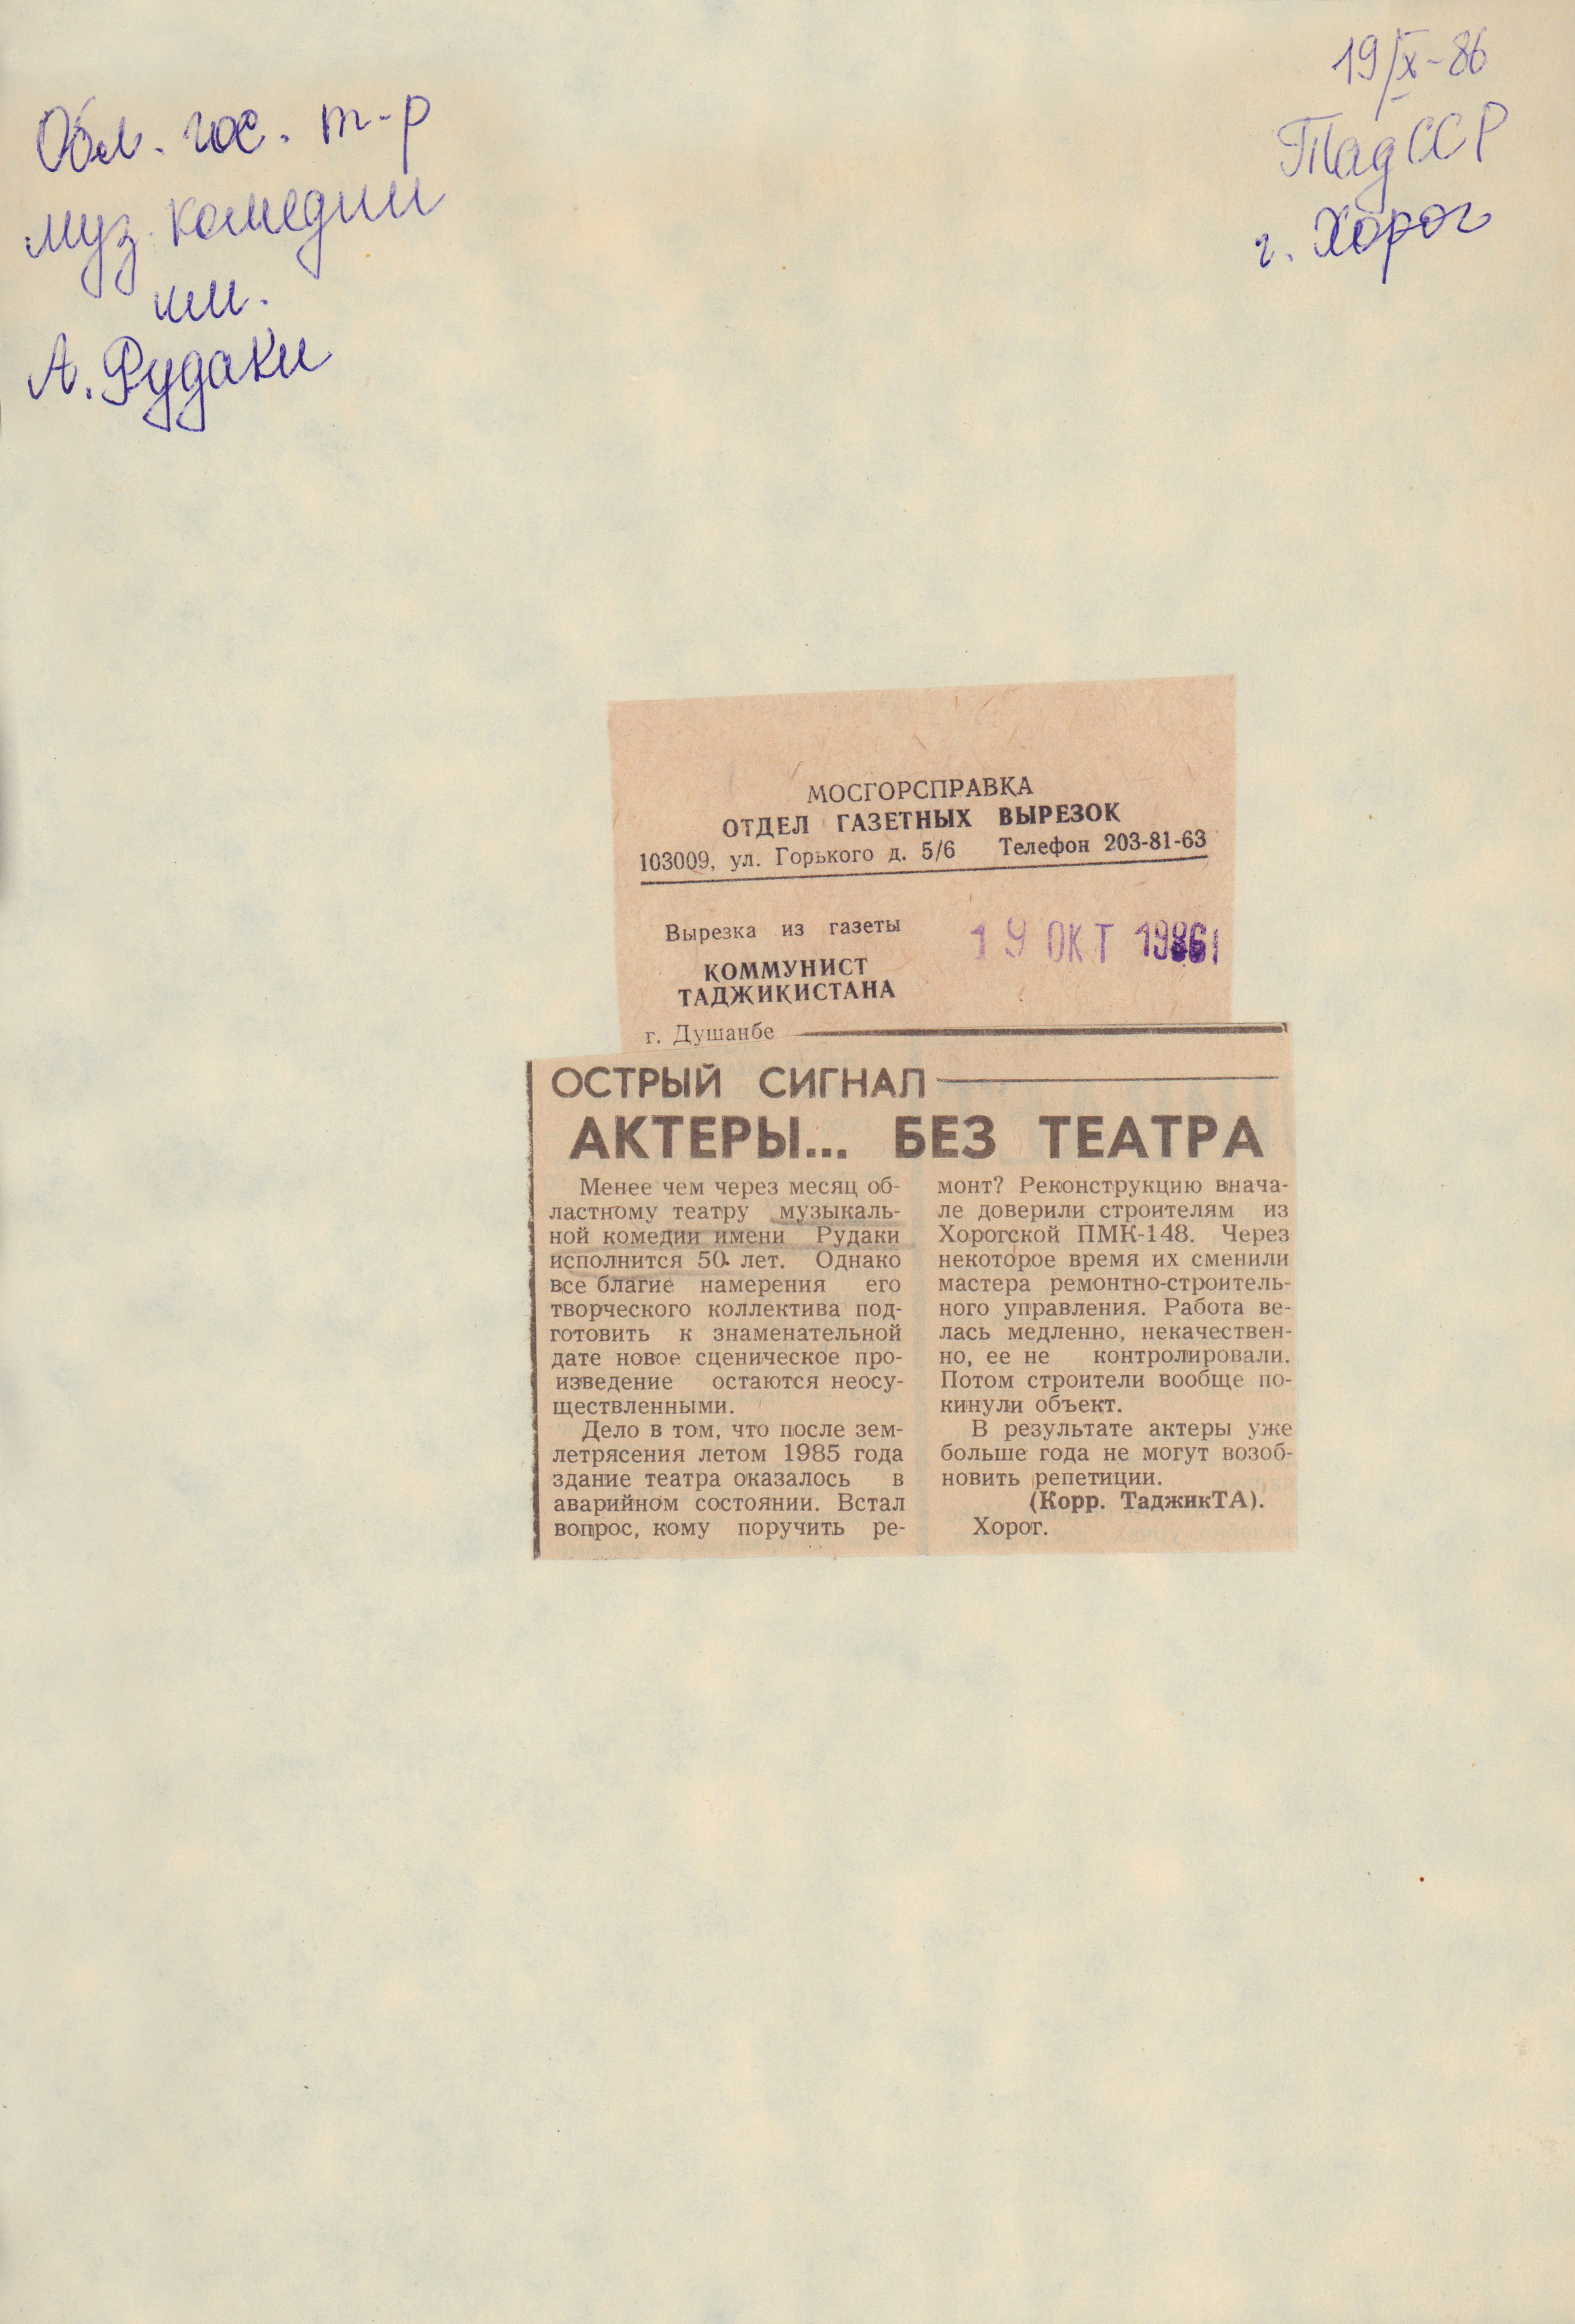 Обл. гос. т-р
муз. комедии
им.
А. Рудаки
19/X-86
ТадССР
г. Хорог
МОСГОРСПРАВКА
ОТДЕЛ ГАЗЕТНЫХ ВЫРЕЗОК
103009, ул. Горького д. 5/6 Телефон 203-81-63
Вырезка из газеты
КОММУНИСТ
ТАДЖИКИСТАНА
г. Душанбе
19 ОКТ 1986
ОСТРЫЙ СИГНАЛ
АКТЕРЫ... БЕЗ ТЕАТРА
Менее чем через месяц об-
ластному театру музыкаль-
ной комедии имени Рудаки
исполнится 50 лет. Однако
все благие намерения его
творческого коллектива под-
готовить к знаменательной
дате новое сценическое про-
изведение остаются неосу-
ществленными.
Дело в том, что после зем-
летрясения летом 1985 года
здание театра оказалось в
аварийном состоянии. Встал
вопрос, кому поручить ре-
монт? Реконструкцию внача-
ле доверили строителям из
Хорогской ПМК-148. Через
некоторое время их сменили
мастера ремонтно-строитель-
ного управления. Работа ве-
лась медленно, некачествен-
но, ее не контролировали.
Потом строители вообще по-
кинули объект.
В результате актеры уже
больше года не могут возоб-
новить репетиции.
(Корр. ТаджикТА).
Хорог.